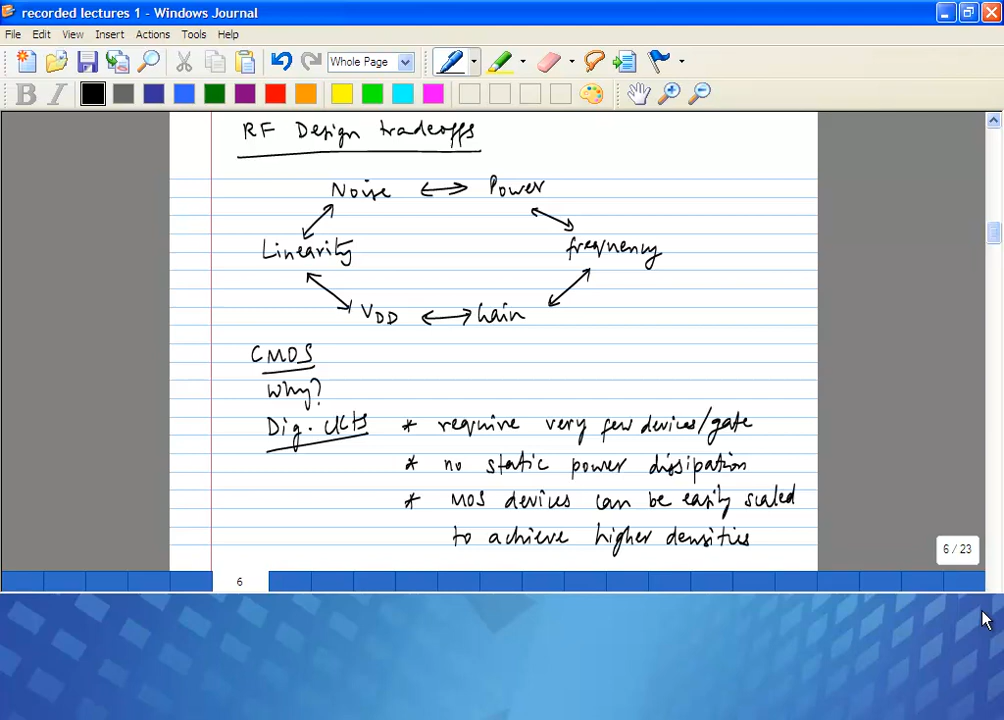 recorded lectures 1 - Windows Journal
File Edit View Insert Actions Tools Help
Whole Page
B I
RF Design tradeoffs
Noise Power
Linearity frequency
VDD Gain
CMOS
Why?
Dig. Ckts * require very few devices/gate
* no static power dissipation
* MOS devices can be easily scaled
to achieve higher densities
6 / 23
6